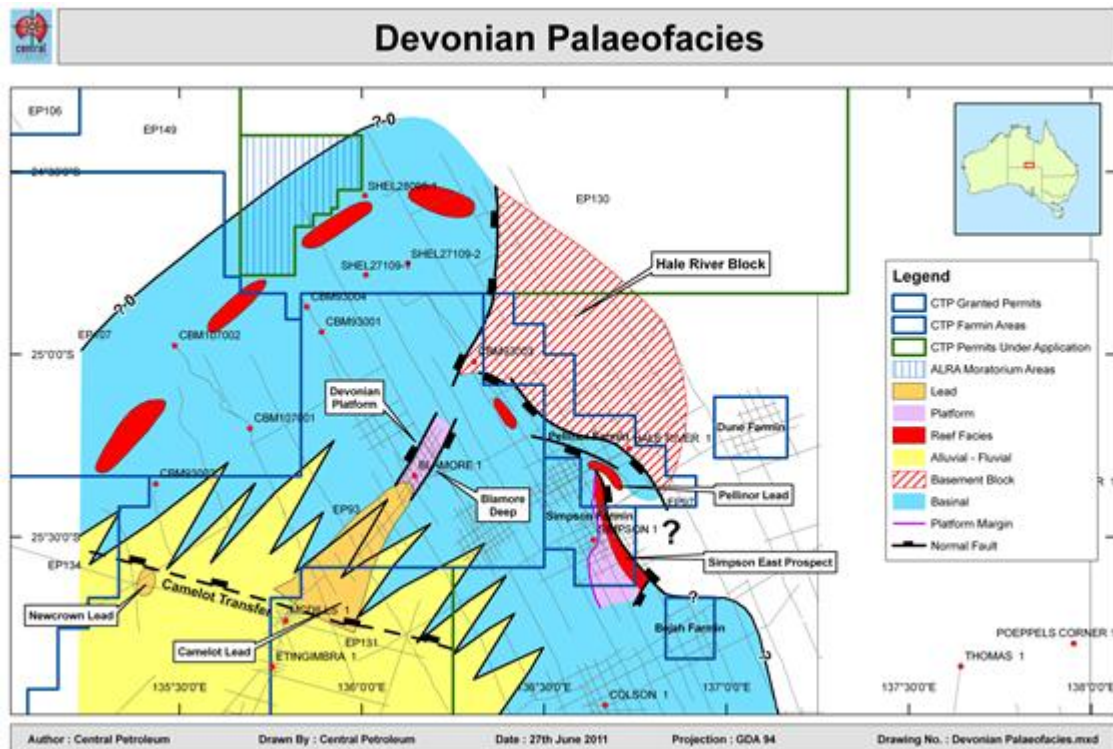 central
Devonian Palaeofacies
EP106
EP149
?-0
24°30'0"S
EP130
SHEL27109-2
SHEL27109-1
Hale River Block
?-0
CBM93004
CBM93001
CBM107002
25°0'0"S
CBM93003
Devonian
Platform
CBM107001
Dune Farmin
HALE RIVER 1
BLAMORE 1
Pellinor Lead
Blamore
Deep
EP93
Simpson Farmin
?
25°30'0"S
Simpson East Prospect
EP134
Camelot Transfer
Newcrown Lead
?
Bejah Farmin
Camelot Lead
EP131
POEPPELS CORNER 1
THOMAS 1
ETINGIMBRA 1
135°30'0"E
136°0'0"E
136°30'0"E
137°0'0"E
137°30'0"E
138°0'0"E
COLSON 1
Legend
CTP Granted Permits
CTP Farmin Areas
CTP Permits Under Application
ALRA Moratorium Areas
Lead
Platform
Reef Facies
Alluvial - Fluvial
Basement Block
Basinal
Platform Margin
Normal Fault
Author : Central Petroleum
Drawn By : Central Petroleum
Date : 27th June 2011
Projection : GDA 94
Drawing No. : Devonian Palaeofacies.mxd